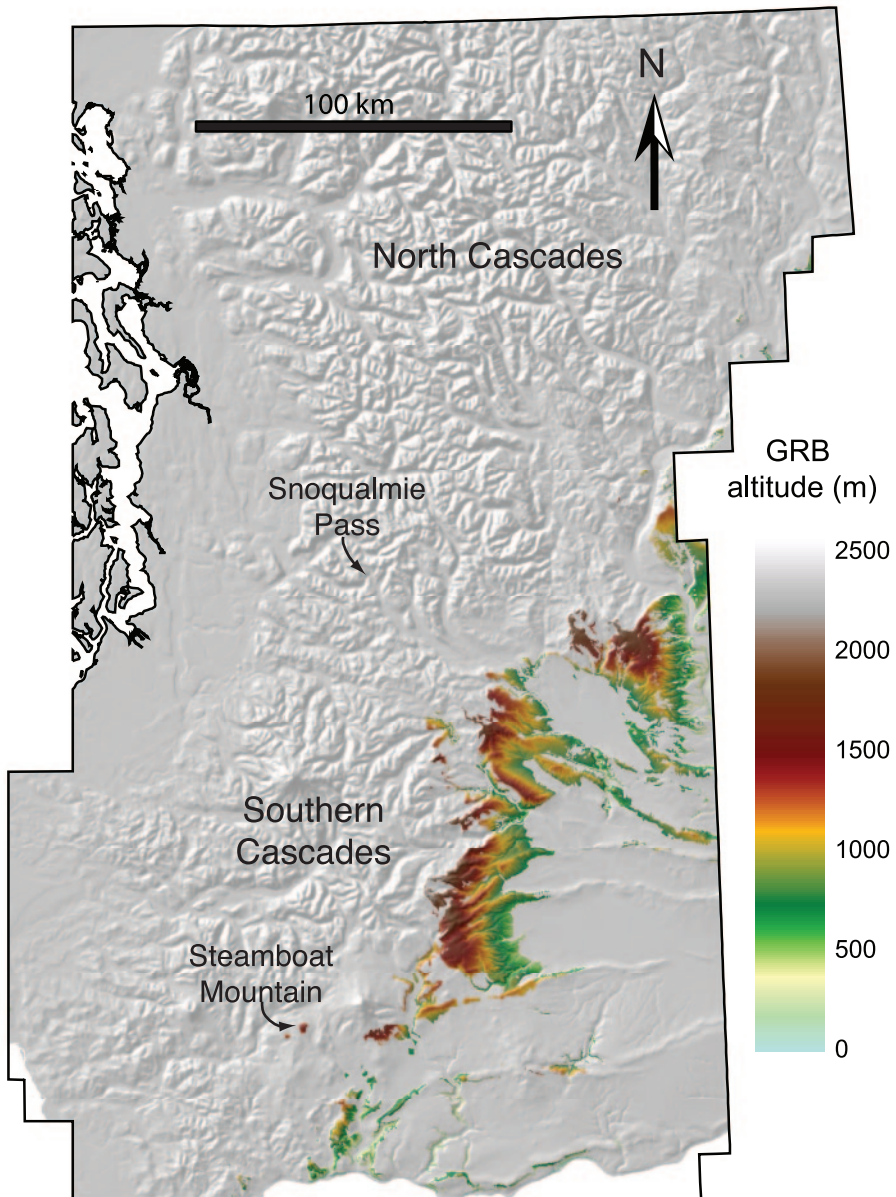 100 km
N
North Cascades
Snoqualmie
Pass
GRB
altitude (m)
2500
2000
1500
1000
500
0
Southern
Cascades
Steamboat
Mountain